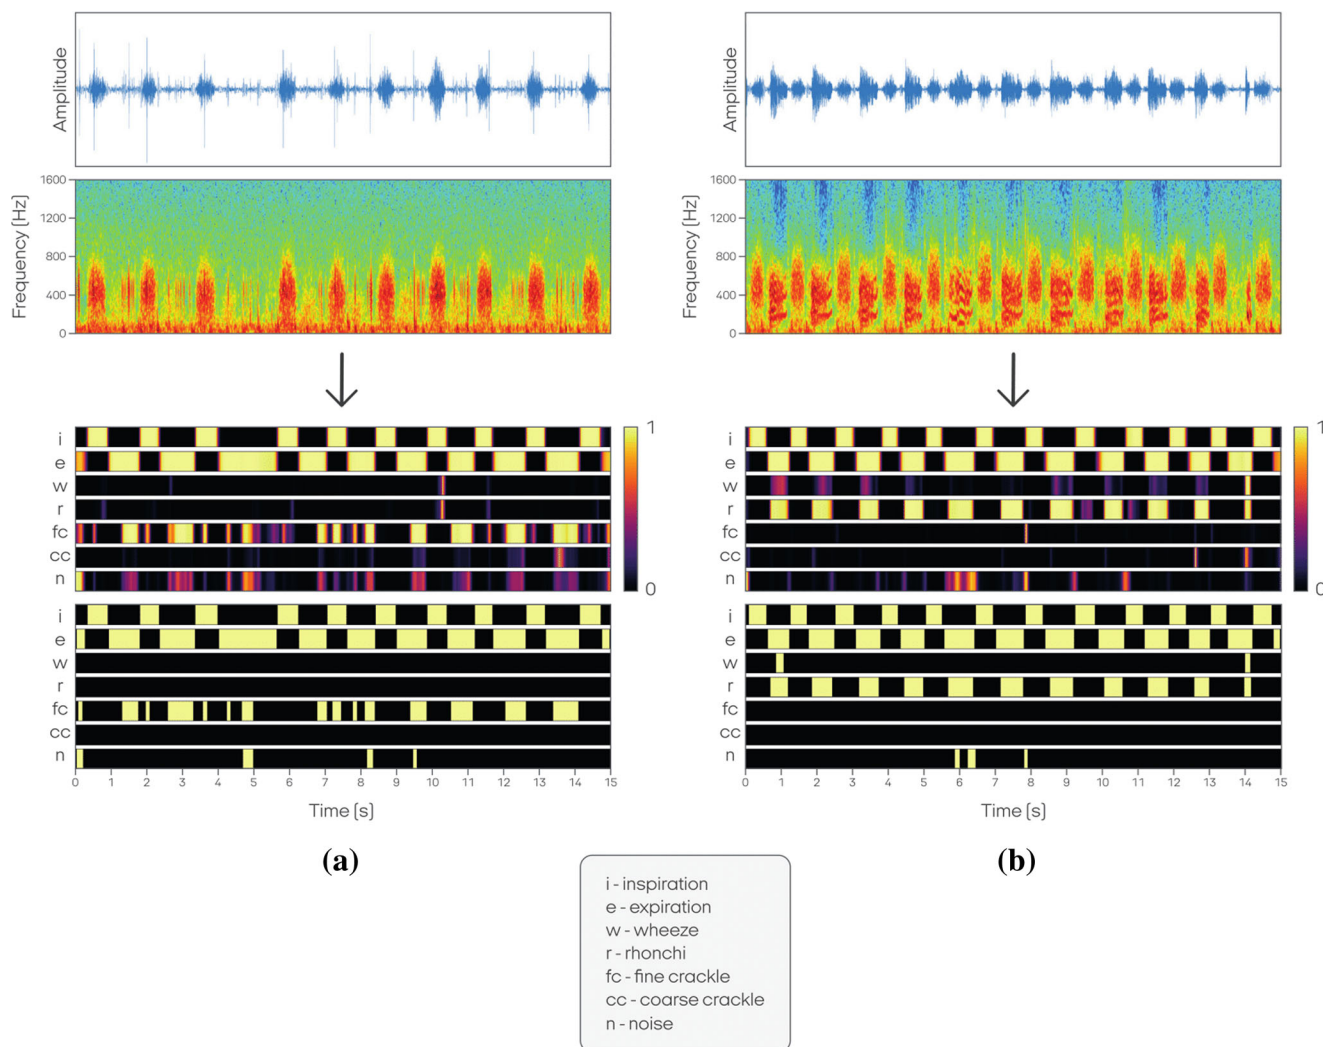 Amplitude
Frequency [Hz]
1600
1200
800
400
0
i
e
w
r
fc
cc
n
1
0
i
e
w
r
fc
cc
n
0 1 2 3 4 5 6 7 8 9 10 11 12 13 14 15
Time [s]
(a)
Amplitude
Frequency [Hz]
1600
1200
800
400
0
i
e
w
r
fc
cc
n
1
0
i
e
w
r
fc
cc
n
0 1 2 3 4 5 6 7 8 9 10 11 12 13 14 15
Time [s]
(b)
i - inspiration
e - expiration
w - wheeze
r - rhonchi
fc - fine crackle
cc - coarse crackle
n - noise